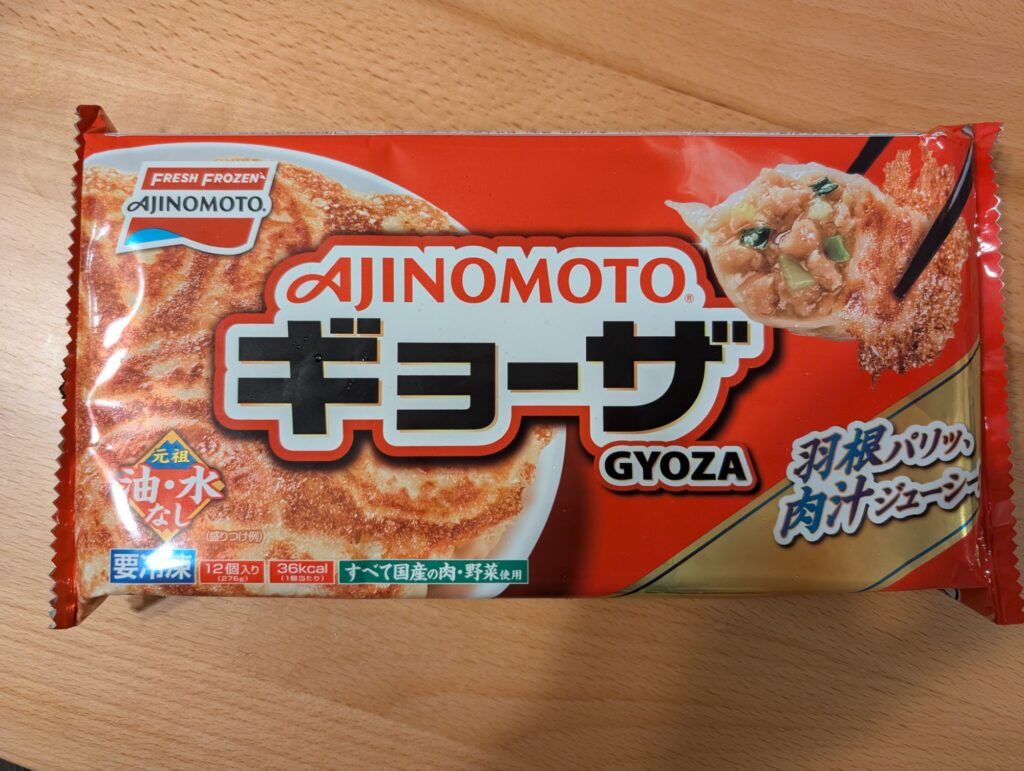 FRESH FROZEN
AJINOMOTO®
AJINOMOTO®
ギョーザ
GYOZA
羽根パリッ、
肉汁ジューシー
元祖
油・水
なし
(盛りつけ例)
要冷凍
12個入り
(276g)
36kcal
(1個当たり)
すべて国産の肉・野菜使用